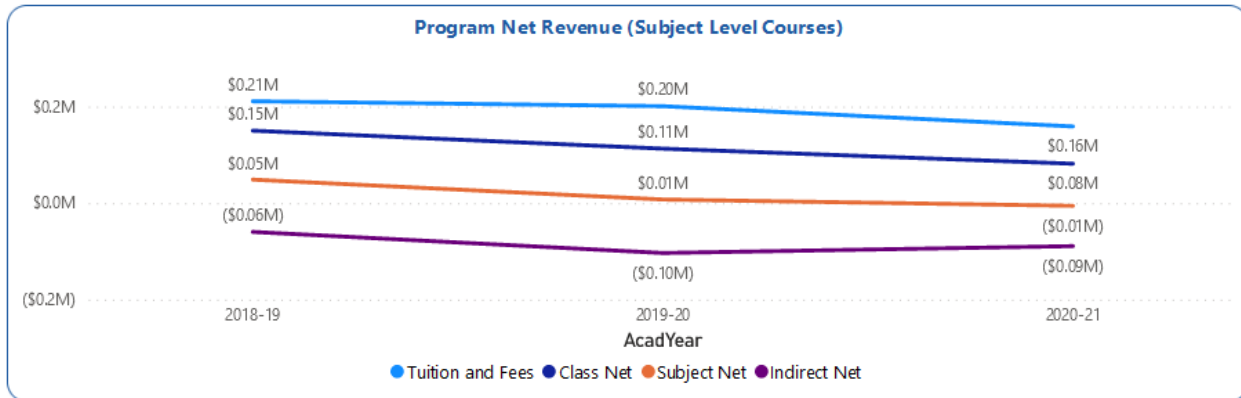 Program Net Revenue (Subject Level Courses)
$0.21M
$0.20M
$0.2M
$0.15M
$0.11M
$0.16M
$0.05M
$0.01M
$0.08M
$0.0M
($0.06M)
($0.01M)
($0.10M)
($0.09M)
($0.2M)
2018-19 2019-20 2020-21
AcadYear
Tuition and Fees Class Net Subject Net Indirect Net